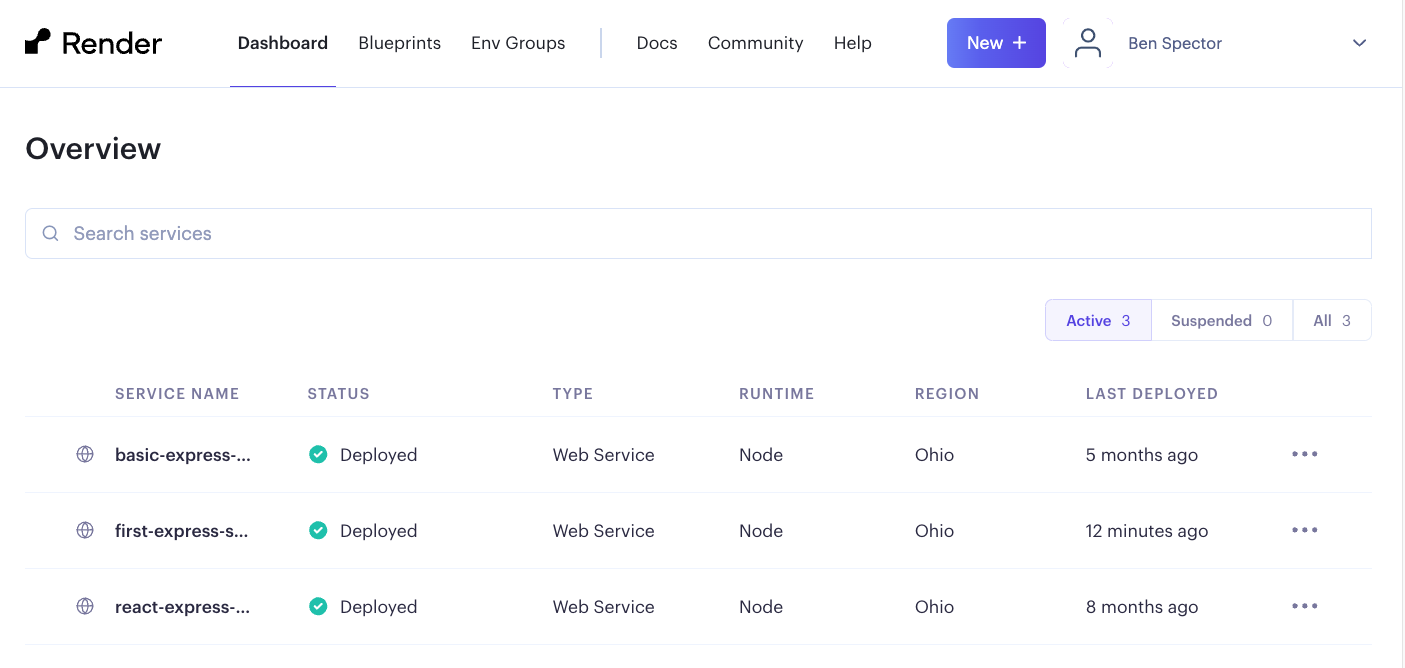 Render Dashboard Blueprints Env Groups Docs Community Help New + Ben Spector
Overview
Search services
Active 3 Suspended 0 All 3
SERVICE NAME STATUS TYPE RUNTIME REGION LAST DEPLOYED
basic-express-... Deployed Web Service Node Ohio 5 months ago
first-express-s... Deployed Web Service Node Ohio 12 minutes ago
react-express-... Deployed Web Service Node Ohio 8 months ago